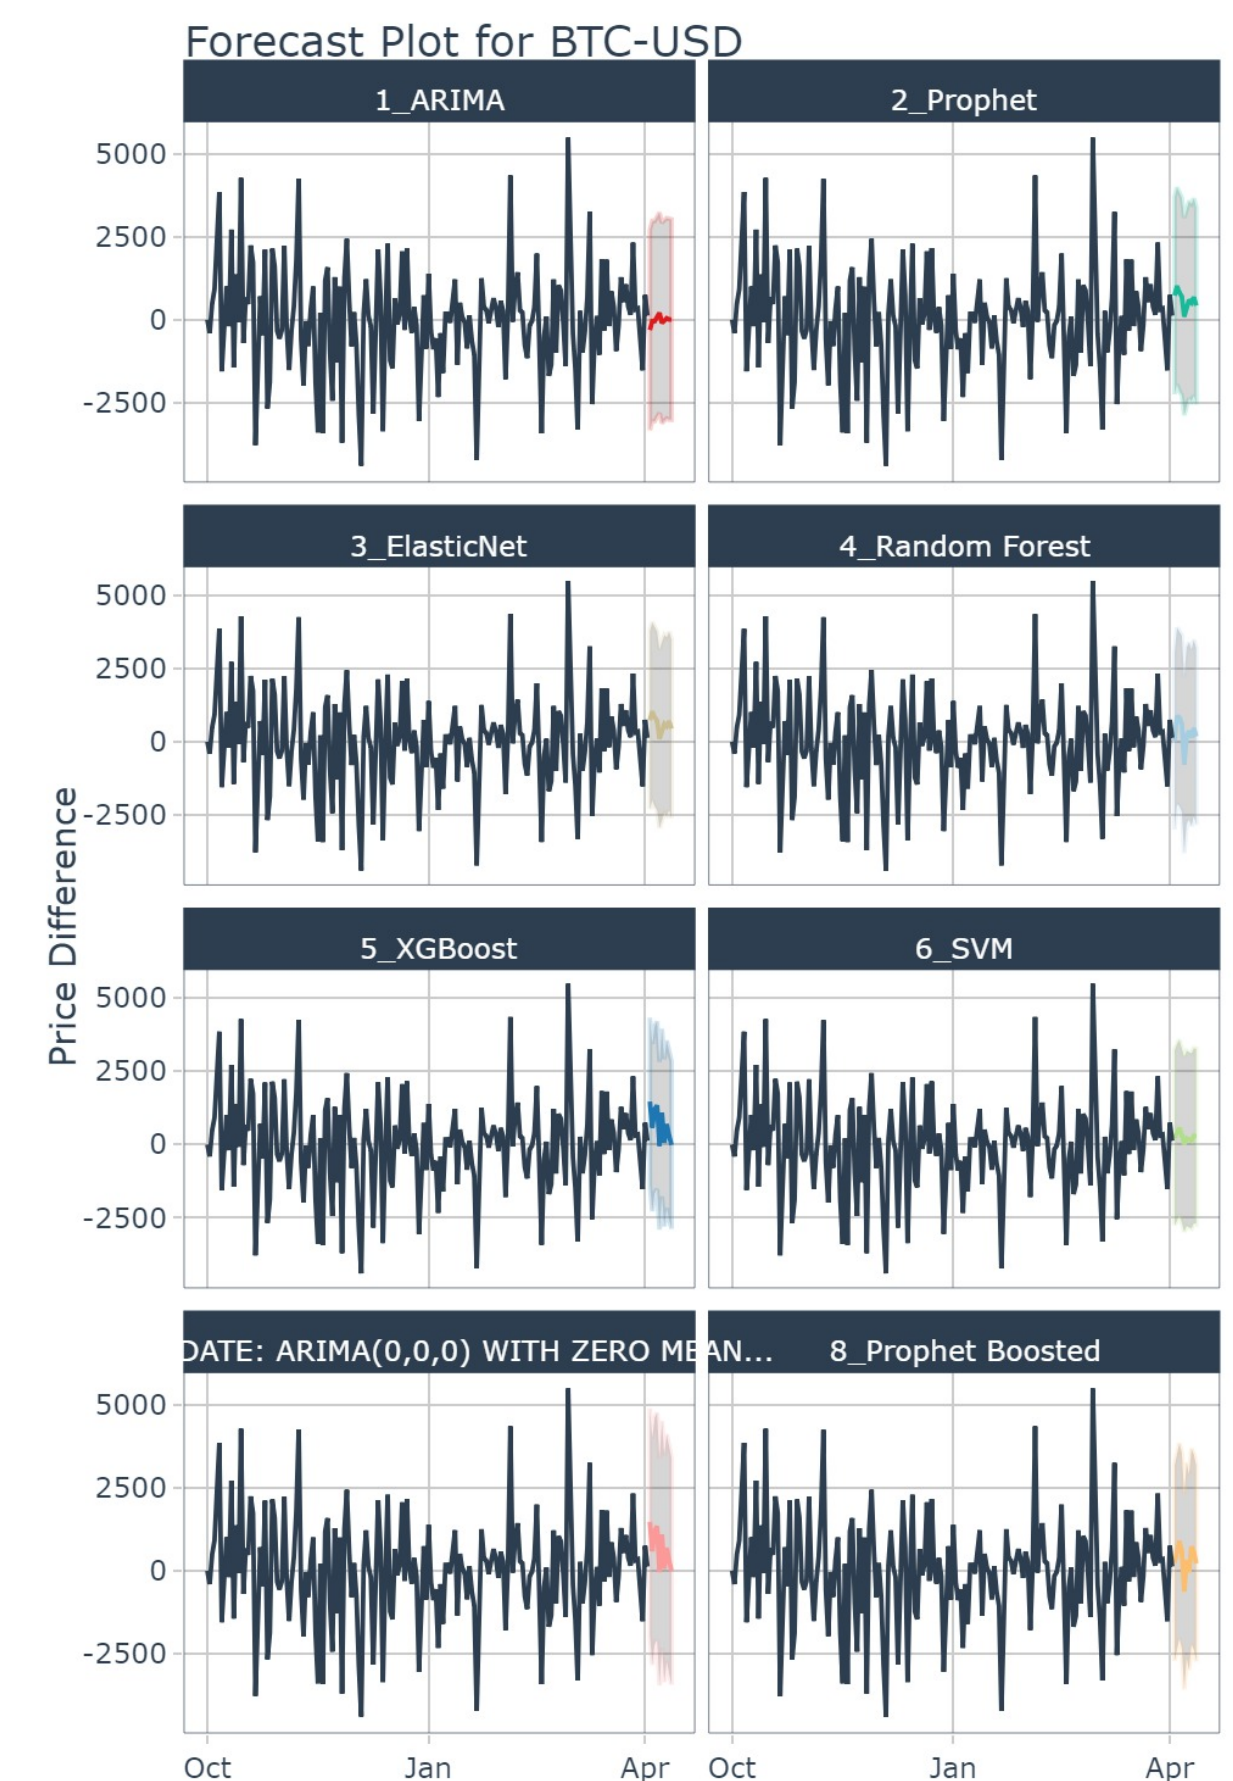 Forecast Plot for BTC-USD
1_ARIMA 2_Prophet
5000
2500
0
-2500
3_ElasticNet 4_Random Forest
5000
2500
0
-2500
5_XGBoost 6_SVM
5000
2500
0
-2500
DATE: ARIMA(0,0,0) WITH ZERO MEAN... 8_Prophet Boosted
5000
2500
0
-2500
Price Difference
Oct Jan Apr Oct Jan Apr